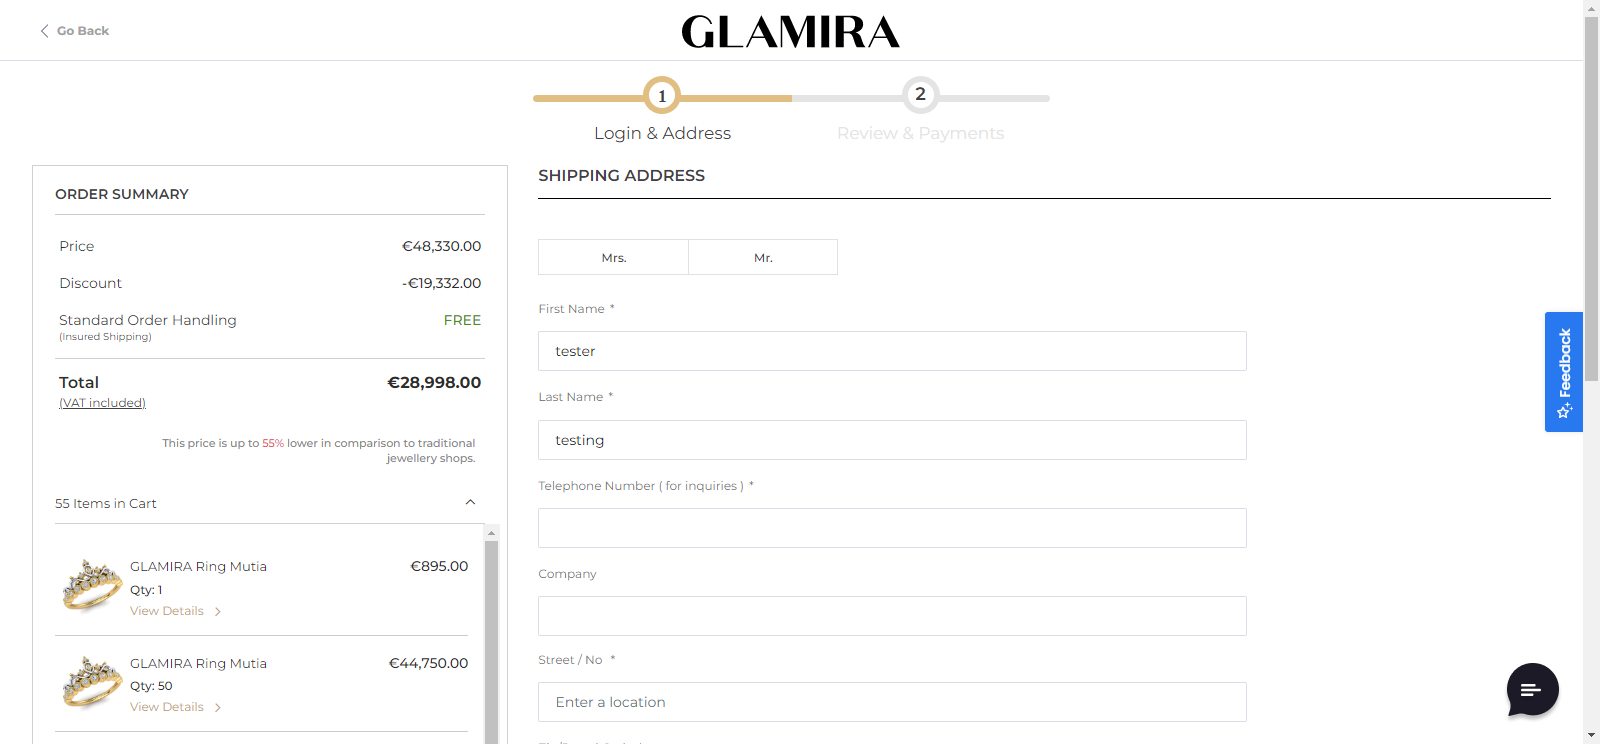 Go Back
GLAMIRA
1
2
Login & Address
Review & Payments
ORDER SUMMARY
Price €48,330.00
Discount -€19,332.00
Standard Order Handling FREE
(Insured Shipping)
Total €28,998.00
(VAT included)
This price is up to 55% lower in comparison to traditional
jewellery shops.
55 Items in Cart
GLAMIRA Ring Mutia €895.00
Qty: 1
View Details
GLAMIRA Ring Mutia €44,750.00
Qty: 50
View Details
SHIPPING ADDRESS
Mrs.
Mr.
First Name *
tester
Last Name *
testing
Telephone Number ( for inquiries ) *
Company
Street / No *
Enter a location
Feedback